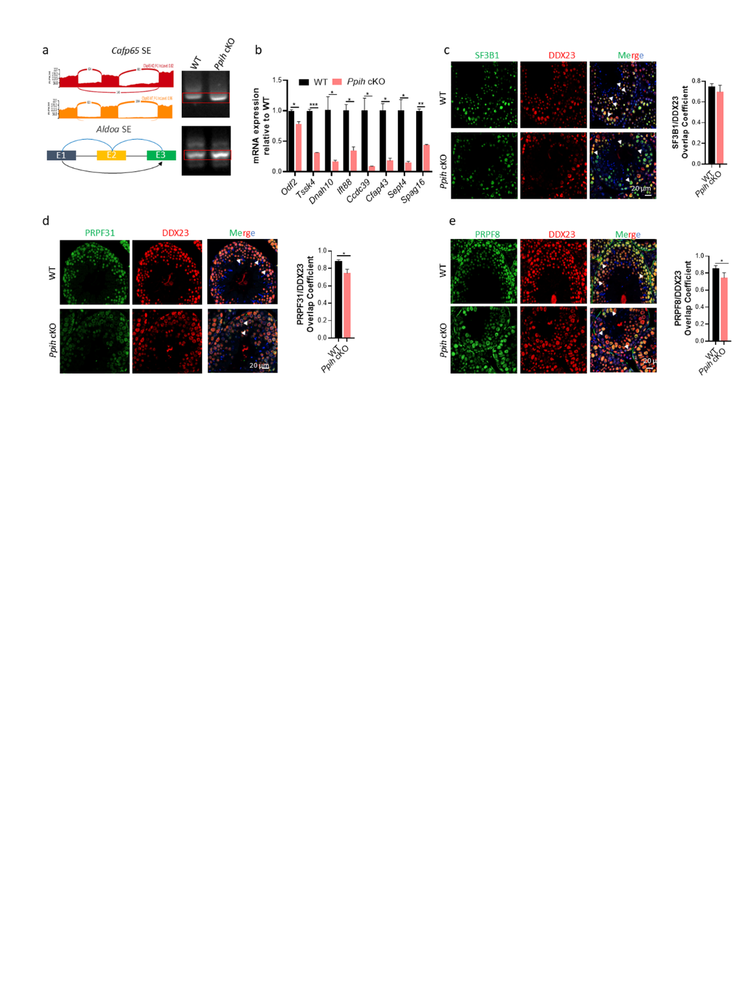 a
Cafp65 SE
WT
Ppih cKO
Aldoa SE
E1
E2
E3
b
WT
Ppih cKO
mRNA expression
relative to WT
1.5
1.0
0.5
0.0
* *** * * * * * **
Odf2
Tssk4
Dnah10
Ift88
Ccdc39
Cfap43
Sept4
Spag16
c
SF3B1
DDX23
Merge
WT
Ppih cKO
20 μm
SF3B1/DDX23
Overlap Coefficient
0.8
0.6
0.4
0.2
0.0
WT
Ppih cKO
d
PRPF31
DDX23
Merge
WT
Ppih cKO
20 μm
PRPF31/DDX23
Overlap Coefficient
1.0
0.8
0.6
0.4
0.2
0.0
*
WT
Ppih cKO
e
PRPF8
DDX23
Merge
WT
Ppih cKO
20 μ
PRPF8/DDX23
Overlap Coefficient
1.0
0.8
0.6
0.4
0.2
0.0
*
WT
Ppih cKO